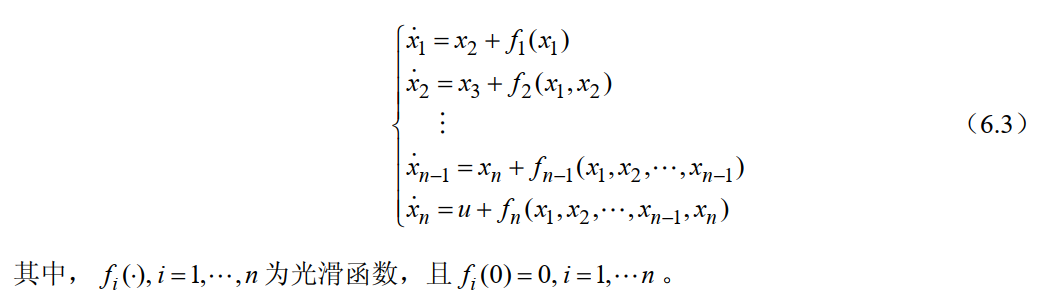 ẋ₁ = x₂ + f₁(x₁)
ẋ₂ = x₃ + f₂(x₁,x₂)
⋮
（6.3）
ẋₙ₋₁ = xₙ + fₙ₋₁(x₁,x₂,⋯,xₙ₋₁)
ẋₙ = u + fₙ(x₁,x₂,⋯,xₙ₋₁,xₙ)
其中， fᵢ(·),i=1,⋯,n 为光滑函数，且 fᵢ(0)=0,i=1,⋯n 。